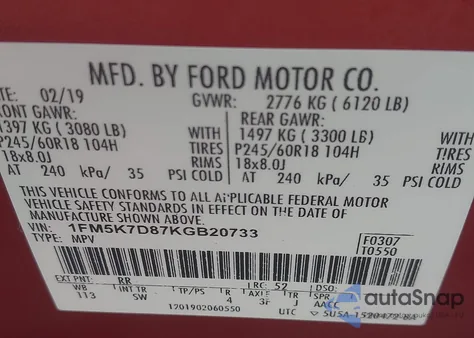 MFD. BY FORD MOTOR CO.
DATE: 02/19 GVWR: 2776 KG ( 6120 LB)
FRONT GAWR: REAR GAWR:
1397 KG ( 3080 LB) WITH 1497 KG ( 3300 LB) WITH
P245/60R18 104H TIRES P245/60R18 104H TIRES
18x8.0J RIMS 18x8.0J RIMS
AT 240 kPa/ 35 PSI COLD AT 240 kPa/ 35 PSI COLD
THIS VEHICLE CONFORMS TO ALL APPLICABLE FEDERAL MOTOR
VEHICLE SAFETY STANDARDS IN EFFECT ON THE DATE OF
MANUFACTURE SHOWN ABOVE.
VIN: 1FM5K7D87KGB20733
TYPE: MPV
F0307
T0550
EXT PNT: RR LRC: 52 DSO:
WB INT TR TP/PS R AXLE TR SPR
113 SW 4 3F J AACC
1201902060550 UTC
autoSnap